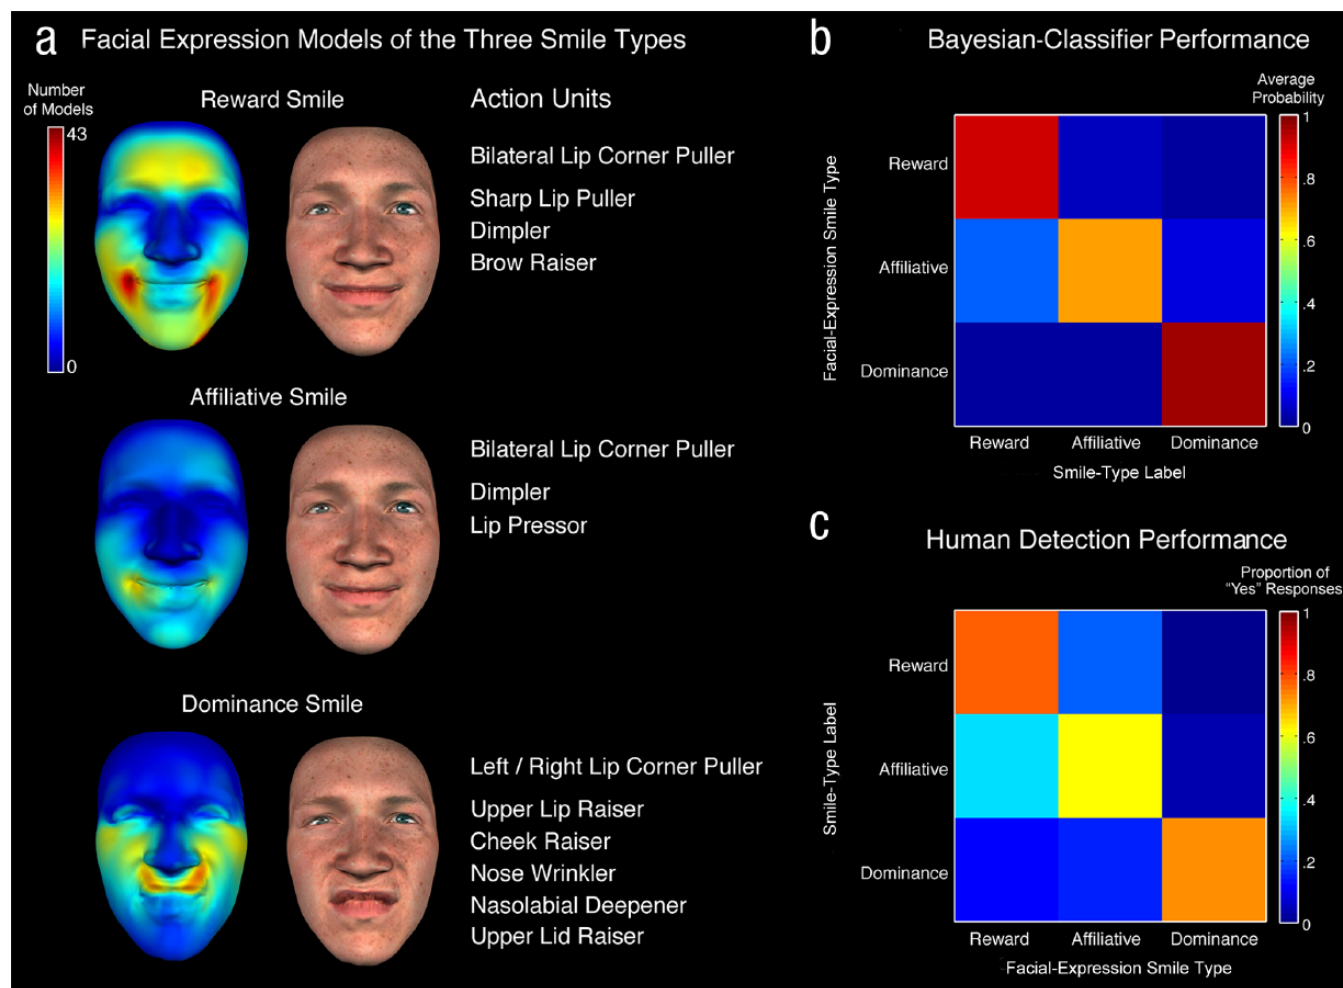 a Facial Expression Models of the Three Smile Types
Number
of Models
43
0
Reward Smile
Action Units
Bilateral Lip Corner Puller
Sharp Lip Puller
Dimpler
Brow Raiser
Affiliative Smile
Bilateral Lip Corner Puller
Dimpler
Lip Pressor
Dominance Smile
Left / Right Lip Corner Puller
Upper Lip Raiser
Cheek Raiser
Nose Wrinkler
Nasolabial Deepener
Upper Lid Raiser
b Bayesian-Classifier Performance
Average
Probability
1
.8
.6
.4
.2
0
Facial-Expression Smile Type
Reward
Affiliative
Dominance
Reward Affiliative Dominance
Smile-Type Label
c Human Detection Performance
Proportion of
“Yes” Responses
1
.8
.6
.4
.2
0
Smile-Type Label
Reward
Affiliative
Dominance
Reward Affiliative Dominance
Facial-Expression Smile Type